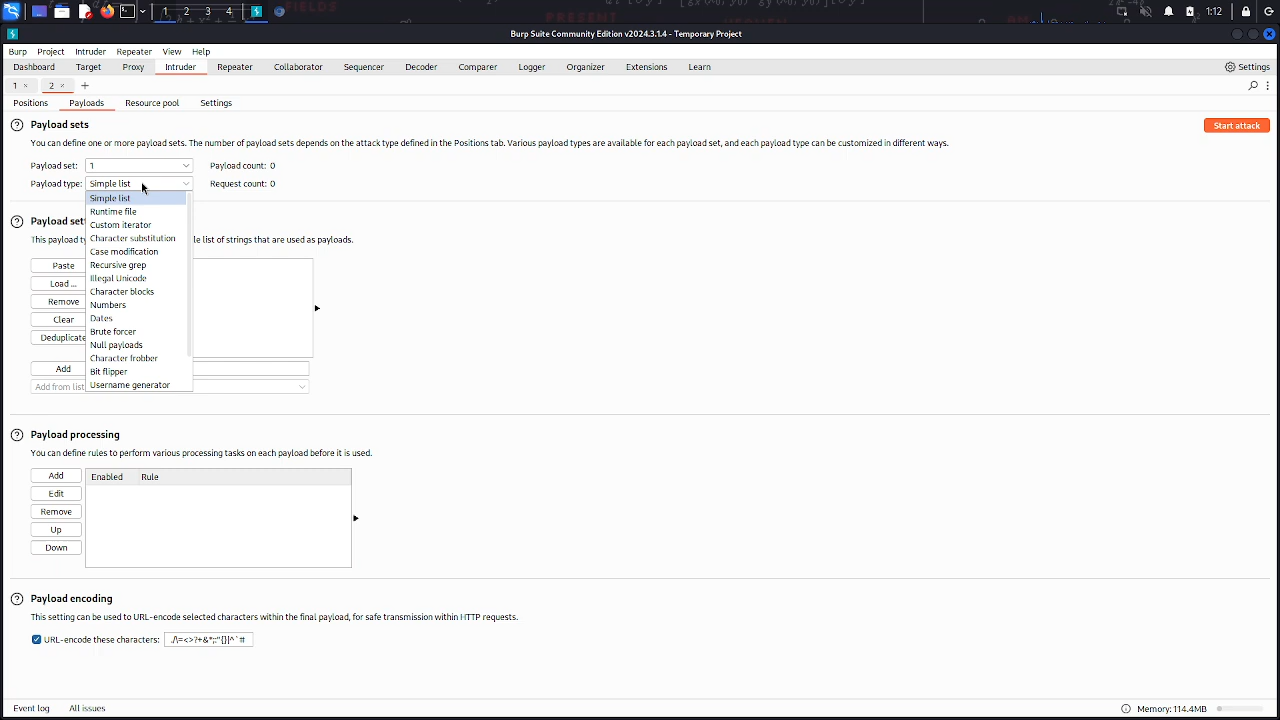 1 2 3 4 1:12
Burp Suite Community Edition v2024.3.1.4 - Temporary Project
Burp Project Intruder Repeater View Help
Dashboard Target Proxy Intruder Repeater Collaborator Sequencer Decoder Comparer Logger Organizer Extensions Learn Settings
1 × 2 × +
Positions Payloads Resource pool Settings
Payload sets
Start attack
You can define one or more payload sets. The number of payload sets depends on the attack type defined in the Positions tab. Various payload types are available for each payload set, and each payload type can be customized in different ways.
Payload set: 1 Payload count: 0
Payload type: Simple list Request count: 0
Simple list
Runtime file
Custom iterator
Character substitution
Case modification
Recursive grep
Illegal Unicode
Character blocks
Numbers
Dates
Brute forcer
Null payloads
Character frobber
Bit flipper
Username generator
Payload set
This payload ty le list of strings that are used as payloads.
Paste
Load ...
Remove
Clear
Deduplicate
Add
Add from list
Payload processing
You can define rules to perform various processing tasks on each payload before it is used.
Add
Edit
Remove
Up
Down
Enabled Rule
Payload encoding
This setting can be used to URL-encode selected characters within the final payload, for safe transmission within HTTP requests.
URL-encode these characters: ./\=<>?+&*;:"{}|^`#
Event log All issues Memory: 114.4MB